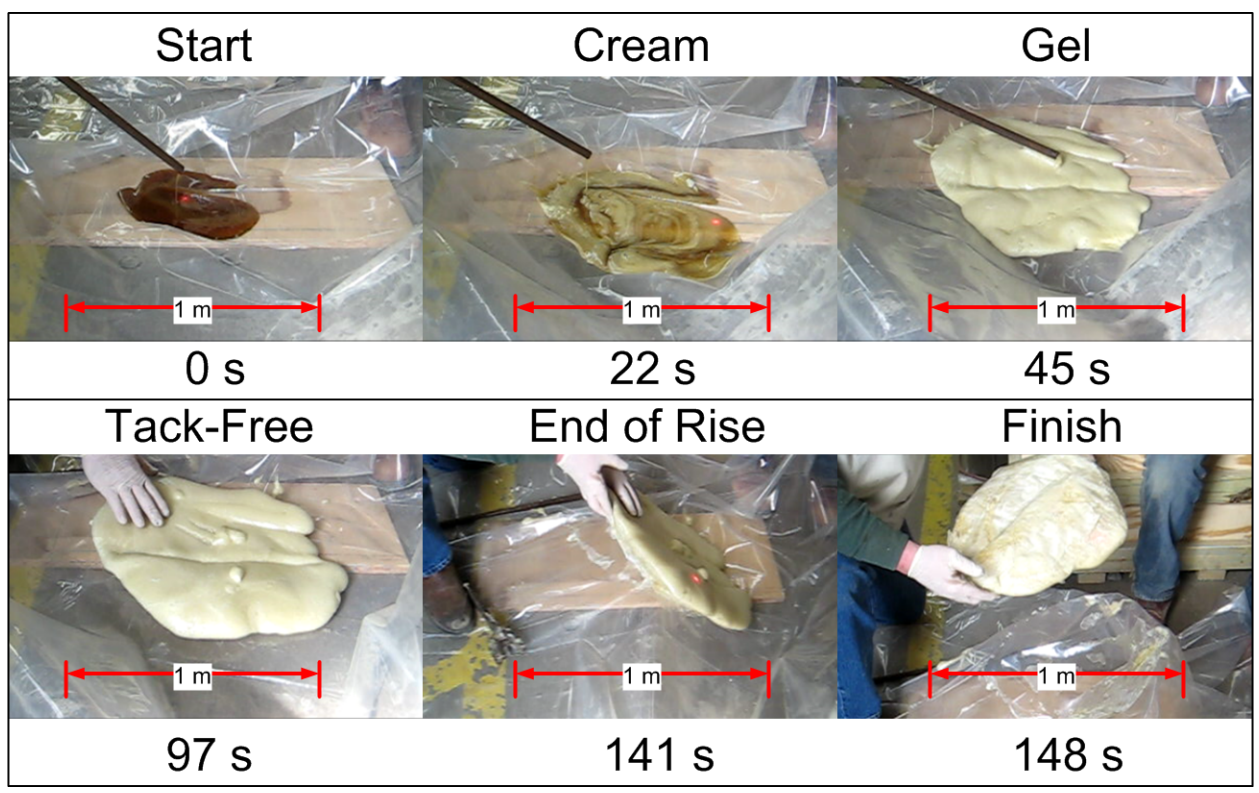 Start
Cream
Gel
1 m
1 m
1 m
0 s
22 s
45 s
Tack-Free
End of Rise
Finish
1 m
1 m
1 m
97 s
141 s
148 s